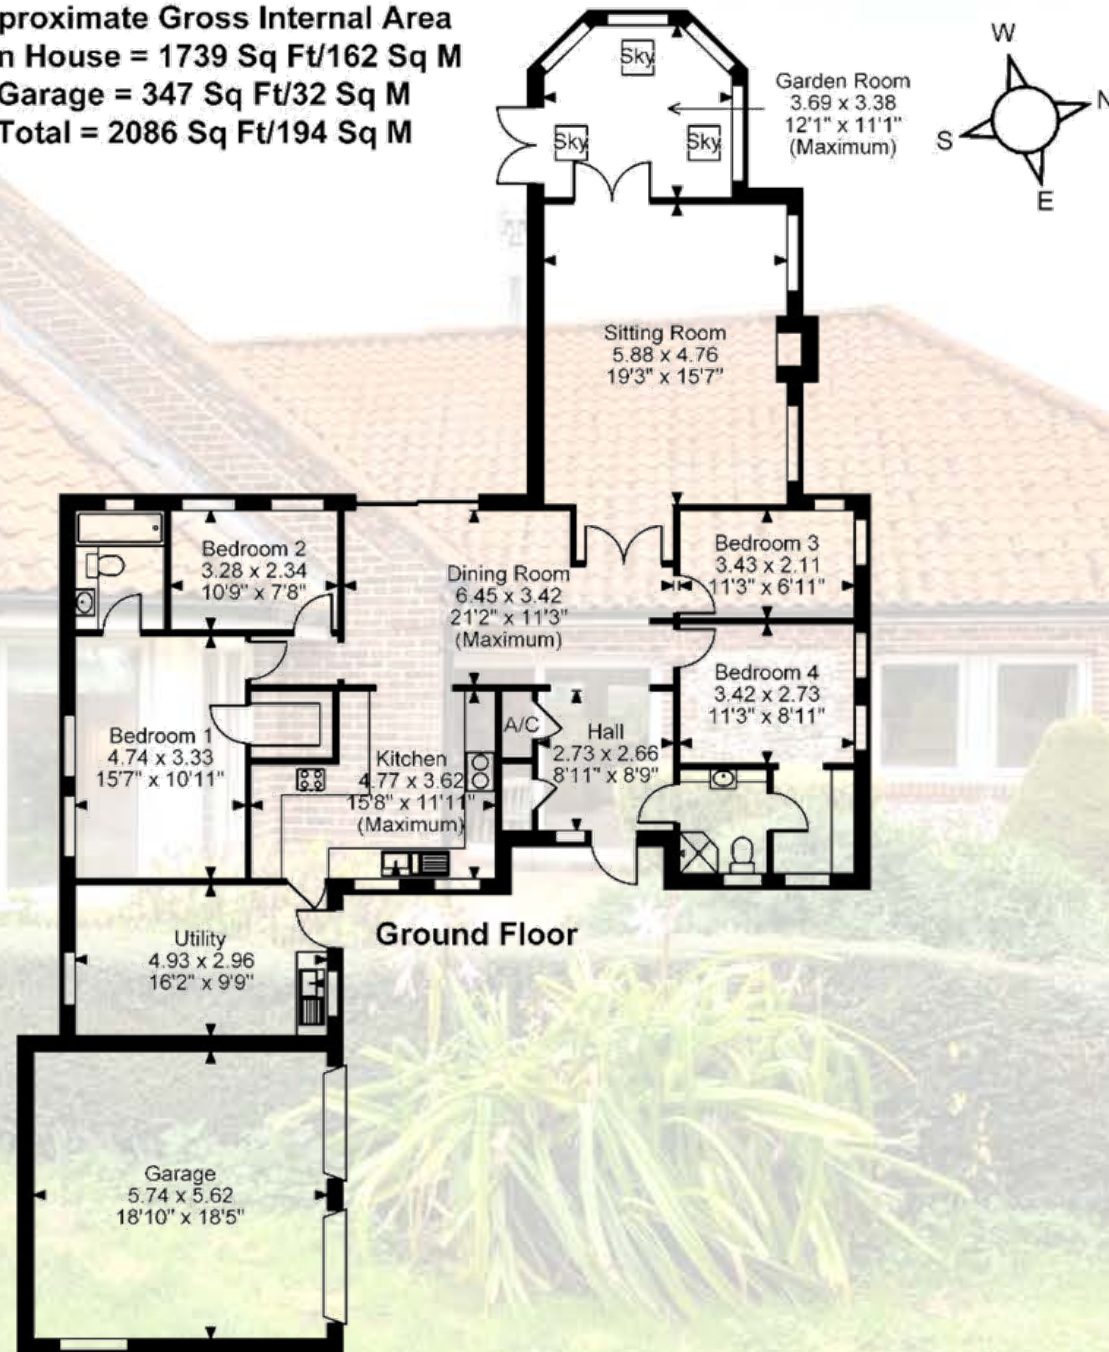 proximate Gross Internal Area
n House = 1739 Sq Ft/162 Sq M
Garage = 347 Sq Ft/32 Sq M
Total = 2086 Sq Ft/194 Sq M
W
N
S
E
Sky
Sky
Sky
Garden Room
3.69 x 3.38
12'1" x 11'1"
(Maximum)
Sitting Room
5.88 x 4.76
19'3" x 15'7"
Bedroom 2
3.28 x 2.34
10'9" x 7'8"
Dining Room
6.45 x 3.42
21'2" x 11'3"
(Maximum)
Bedroom 3
3.43 x 2.11
11'3" x 6'11"
Bedroom 4
3.42 x 2.73
11'3" x 8'11"
Bedroom 1
4.74 x 3.33
15'7" x 10'11"
Kitchen
4.77 x 3.62
15'8" x 11'11"
(Maximum)
A/C
Hall
2.73 x 2.66
8'11" x 8'9"
Utility
4.93 x 2.96
16'2" x 9'9"
Ground Floor
Garage
5.74 x 5.62
18'10" x 18'5"